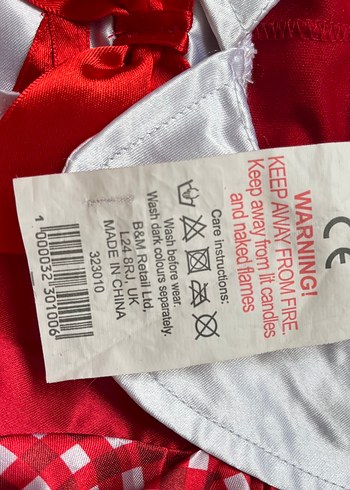 CE
WARNING!
KEEP AWAY FROM FIRE.
Keep away from lit candles
and naked flames
Care instructions:
Wash before wear.
Wash dark colours separately.
B&M Retail Ltd,
L24 8RJ, UK
MADE IN CHINA
323010
1 000032 301006